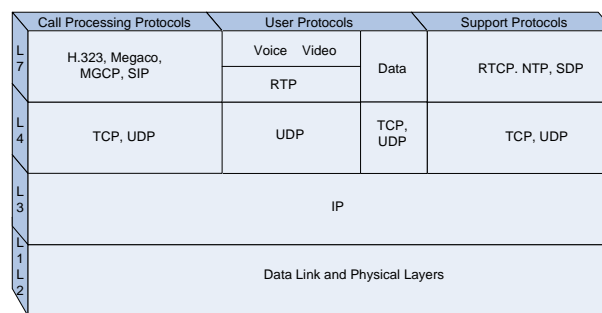 Call Processing Protocols
User Protocols
Support Protocols
L
7
H.323, Megaco,
MGCP, SIP
Voice Video
RTP
Data
RTCP. NTP, SDP
L
4
TCP, UDP
UDP
TCP,
UDP
TCP, UDP
L
3
IP
L
1
L
2
Data Link and Physical Layers